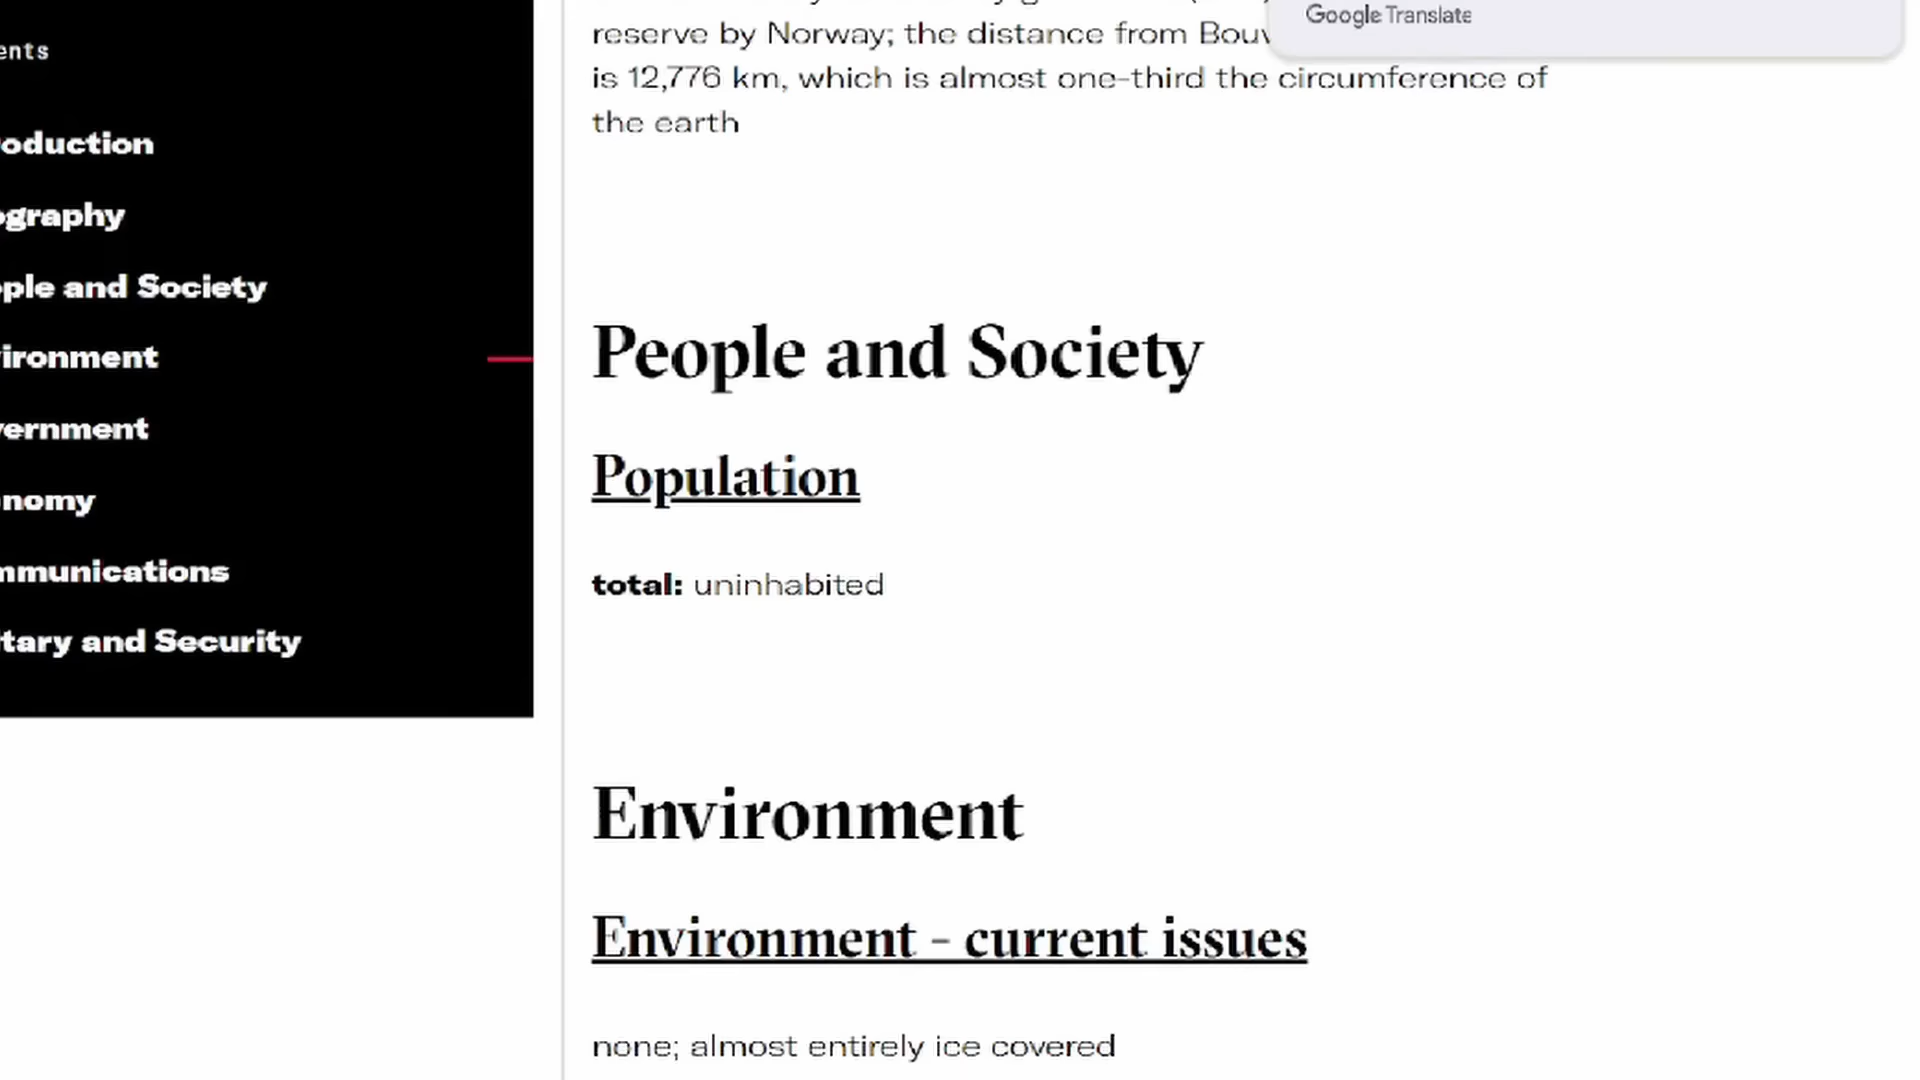 ents
oduction
ography
ople and Society
ironment
vernment
nomy
mmunications
tary and Security
Google Translate
reserve by Norway; the distance from Bouv
is 12,776 km, which is almost one-third the circumference of
the earth
People and Society
Population
total: uninhabited
Environment
Environment - current issues
none; almost entirely ice covered